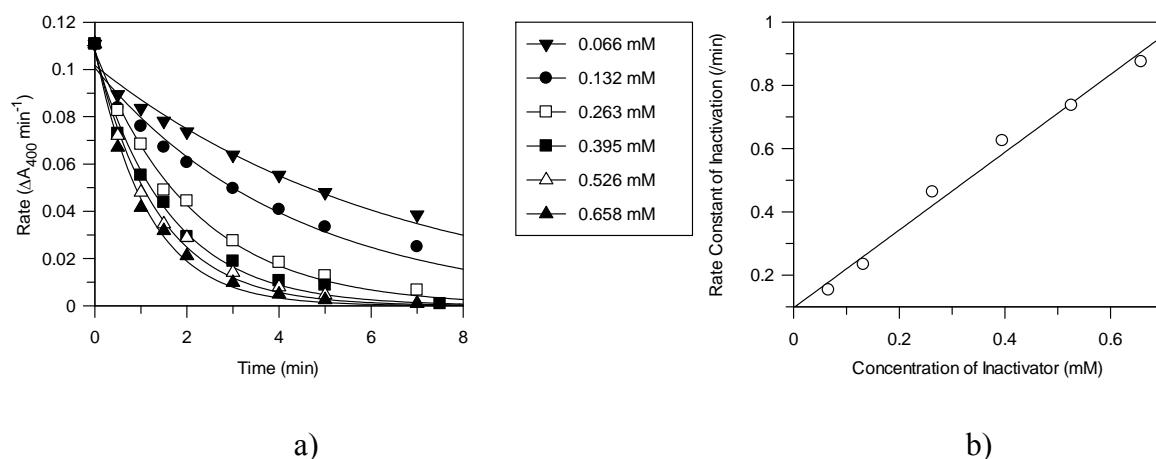 0.12
0.1
0.08
0.06
0.04
0.02
0
Rate (ΔA400 min-1)
0 2 4 6 8
Time (min)
0.066 mM
0.132 mM
0.263 mM
0.395 mM
0.526 mM
0.658 mM
1
0.8
0.6
0.4
0.2
Rate Constant of Inactivation (/min)
0 0.2 0.4 0.6
Concentration of Inactivator (mM)
a) b)